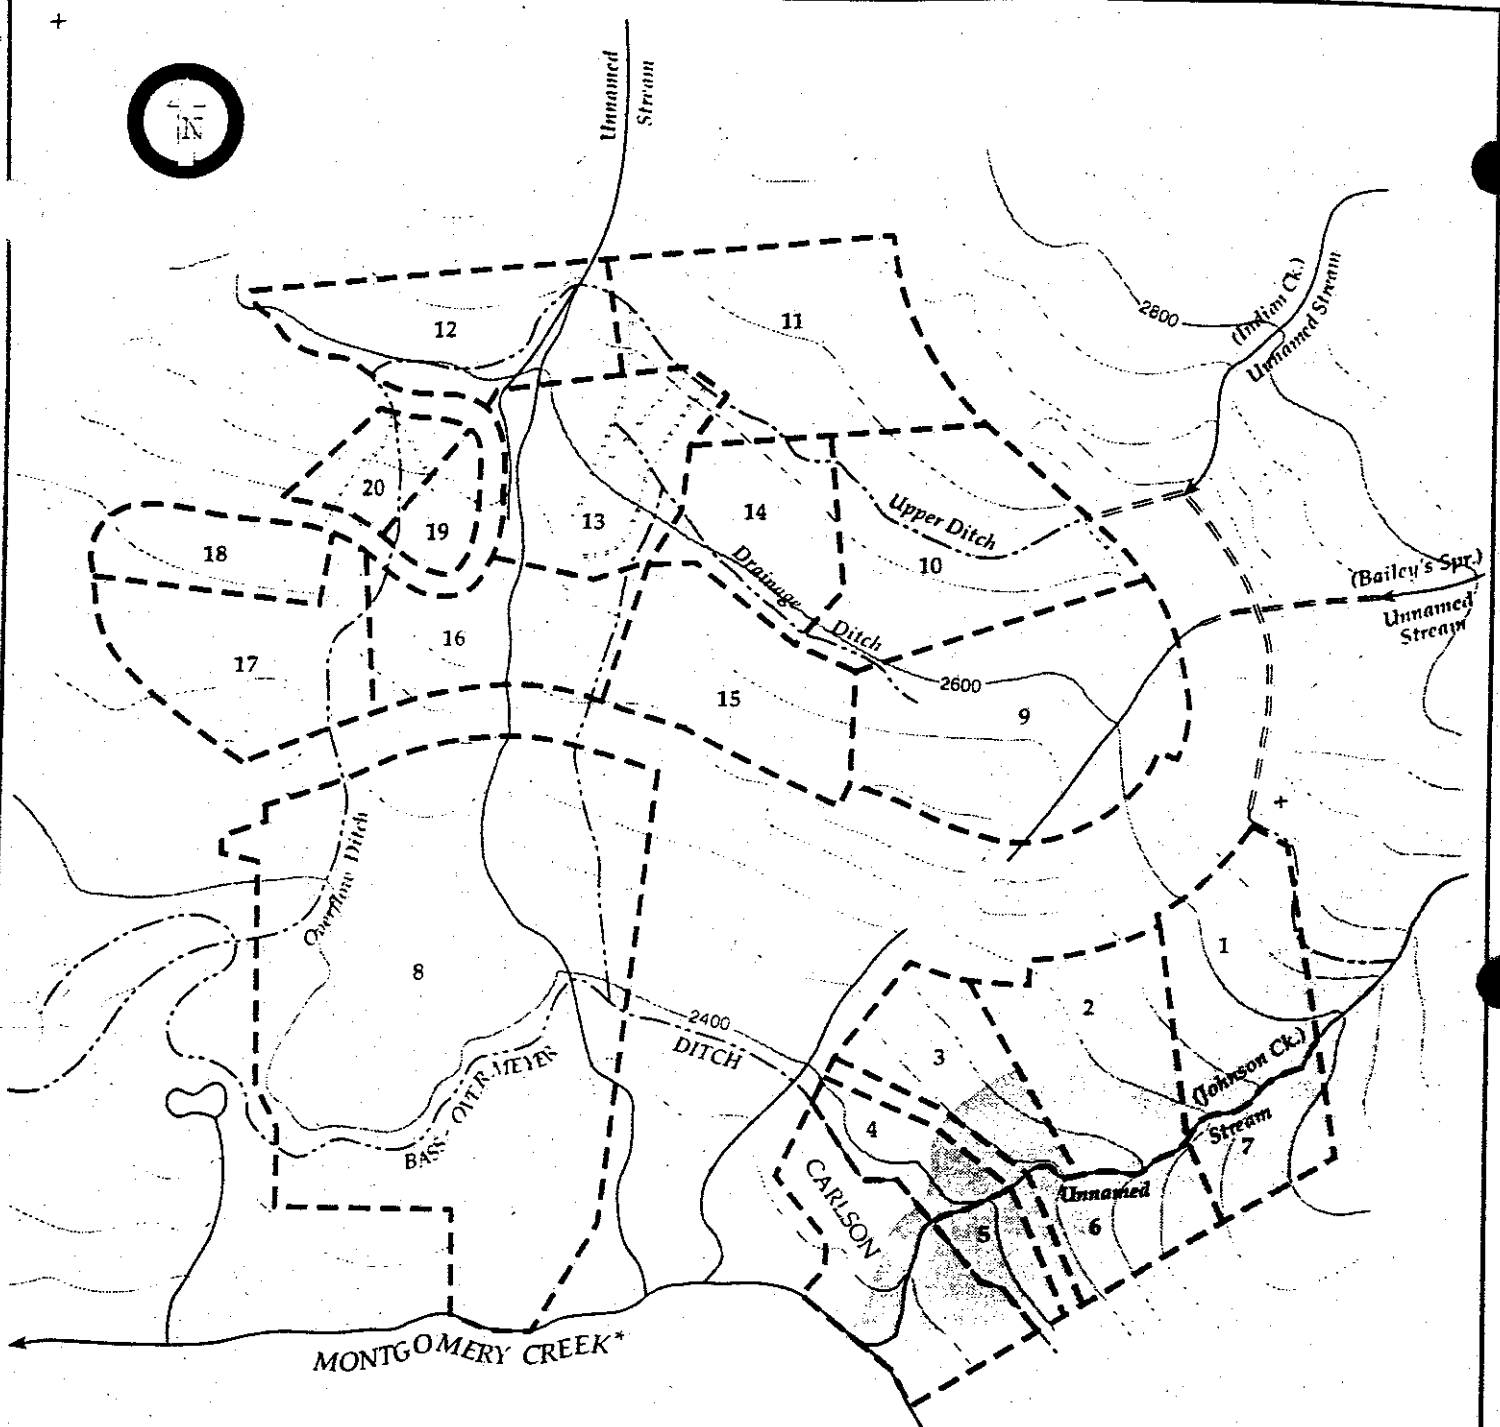 N
Unnamed
Stream
(Indian Ck.)
Unnamed Stream
2800
12
11
20
19
18
13
14
Upper Ditch
10
Drainage Ditch
(Bailey's Spr.)
Unnamed
Stream
17
16
15
2600
9
Overflow Ditch
8
1
2
3
2400
DITCH
BASS - OVERMEYER
4
(Johnson Ck.)
Unnamed Stream
7
CARLSON
5
6
MONTGOMERY CREEK*